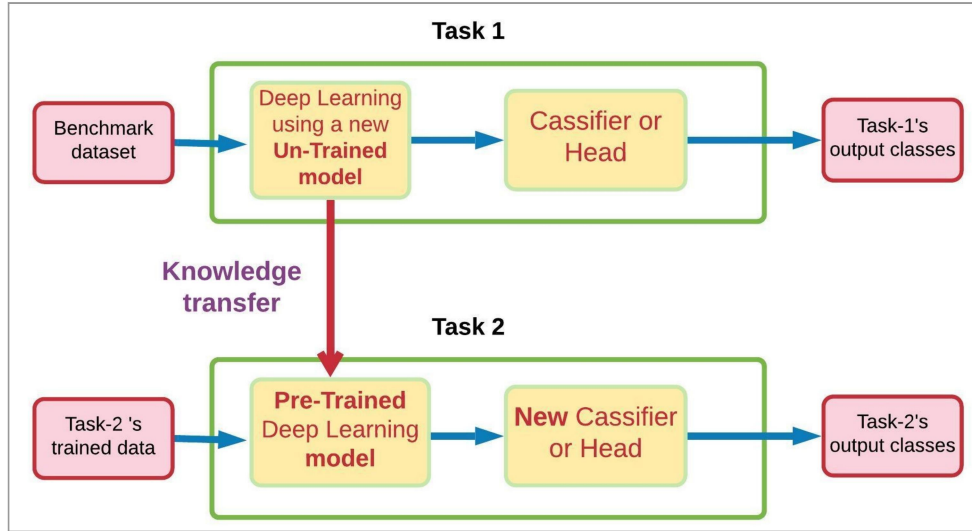 Task 1
Benchmark
dataset
Deep Learning
using a new
Un-Trained
model
Cassifier or
Head
Task-1's
output classes
Knowledge
transfer
Task 2
Task-2 's
trained data
Pre-Trained
Deep Learning
model
New Cassifier
or Head
Task-2's
output classes